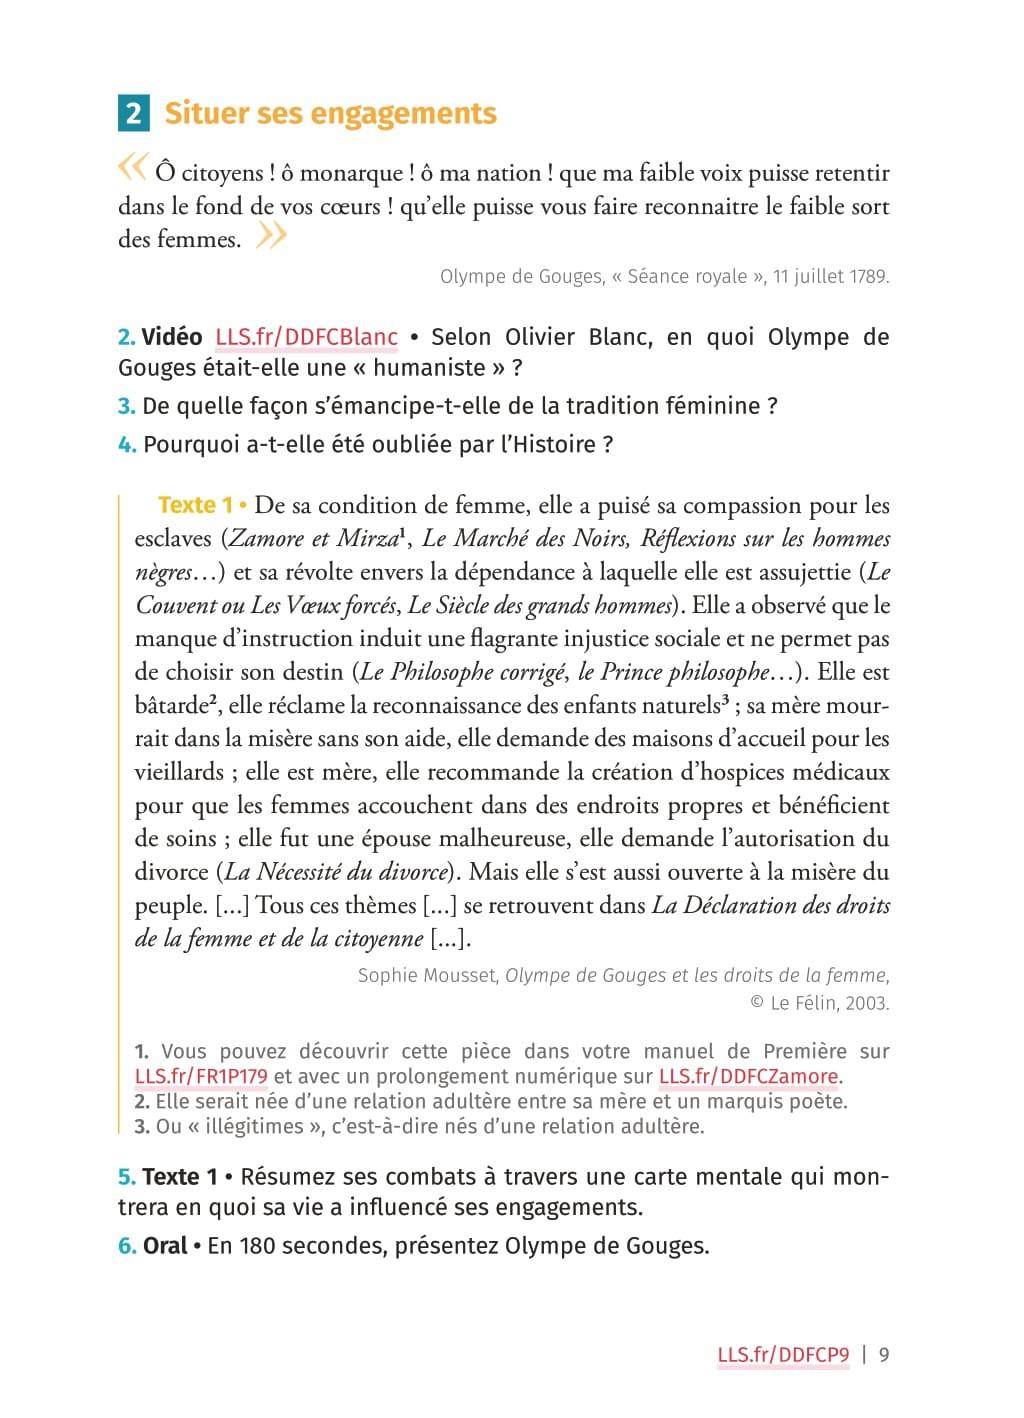 2 Situer ses engagements
« Ô citoyens ! ô monarque ! ô ma nation ! que ma faible voix puisse retentir
dans le fond de vos cœurs ! qu’elle puisse vous faire reconnaitre le faible sort
des femmes. »
Olympe de Gouges, « Séance royale », 11 juillet 1789.
2. Vidéo LLS.fr/DDFCBlanc • Selon Olivier Blanc, en quoi Olympe de
Gouges était-elle une « humaniste » ?
3. De quelle façon s’émancipe-t-elle de la tradition féminine ?
4. Pourquoi a-t-elle été oubliée par l’Histoire ?
Texte 1 • De sa condition de femme, elle a puisé sa compassion pour les
esclaves (Zamore et Mirza¹, Le Marché des Noirs, Réflexions sur les hommes
nègres…) et sa révolte envers la dépendance à laquelle elle est assujettie (Le
Couvent ou Les Vœux forcés, Le Siècle des grands hommes). Elle a observé que le
manque d’instruction induit une flagrante injustice sociale et ne permet pas
de choisir son destin (Le Philosophe corrigé, le Prince philosophe…). Elle est
bâtarde², elle réclame la reconnaissance des enfants naturels³ ; sa mère mour-
rait dans la misère sans son aide, elle demande des maisons d’accueil pour les
vieillards ; elle est mère, elle recommande la création d’hospices médicaux
pour que les femmes accouchent dans des endroits propres et bénéficient
de soins ; elle fut une épouse malheureuse, elle demande l’autorisation du
divorce (La Nécessité du divorce). Mais elle s’est aussi ouverte à la misère du
peuple. [...] Tous ces thèmes [...] se retrouvent dans La Déclaration des droits
de la femme et de la citoyenne [...].
Sophie Mousset, Olympe de Gouges et les droits de la femme,
© Le Félin, 2003.
1. Vous pouvez découvrir cette pièce dans votre manuel de Première sur
LLS.fr/FR1P179 et avec un prolongement numérique sur LLS.fr/DDFCZamore.
2. Elle serait née d’une relation adultère entre sa mère et un marquis poète.
3. Ou « illégitimes », c’est-à-dire nés d’une relation adultère.
5. Texte 1 • Résumez ses combats à travers une carte mentale qui mon-
trera en quoi sa vie a influencé ses engagements.
6. Oral • En 180 secondes, présentez Olympe de Gouges.
LLS.fr/DDFCP9 | 9